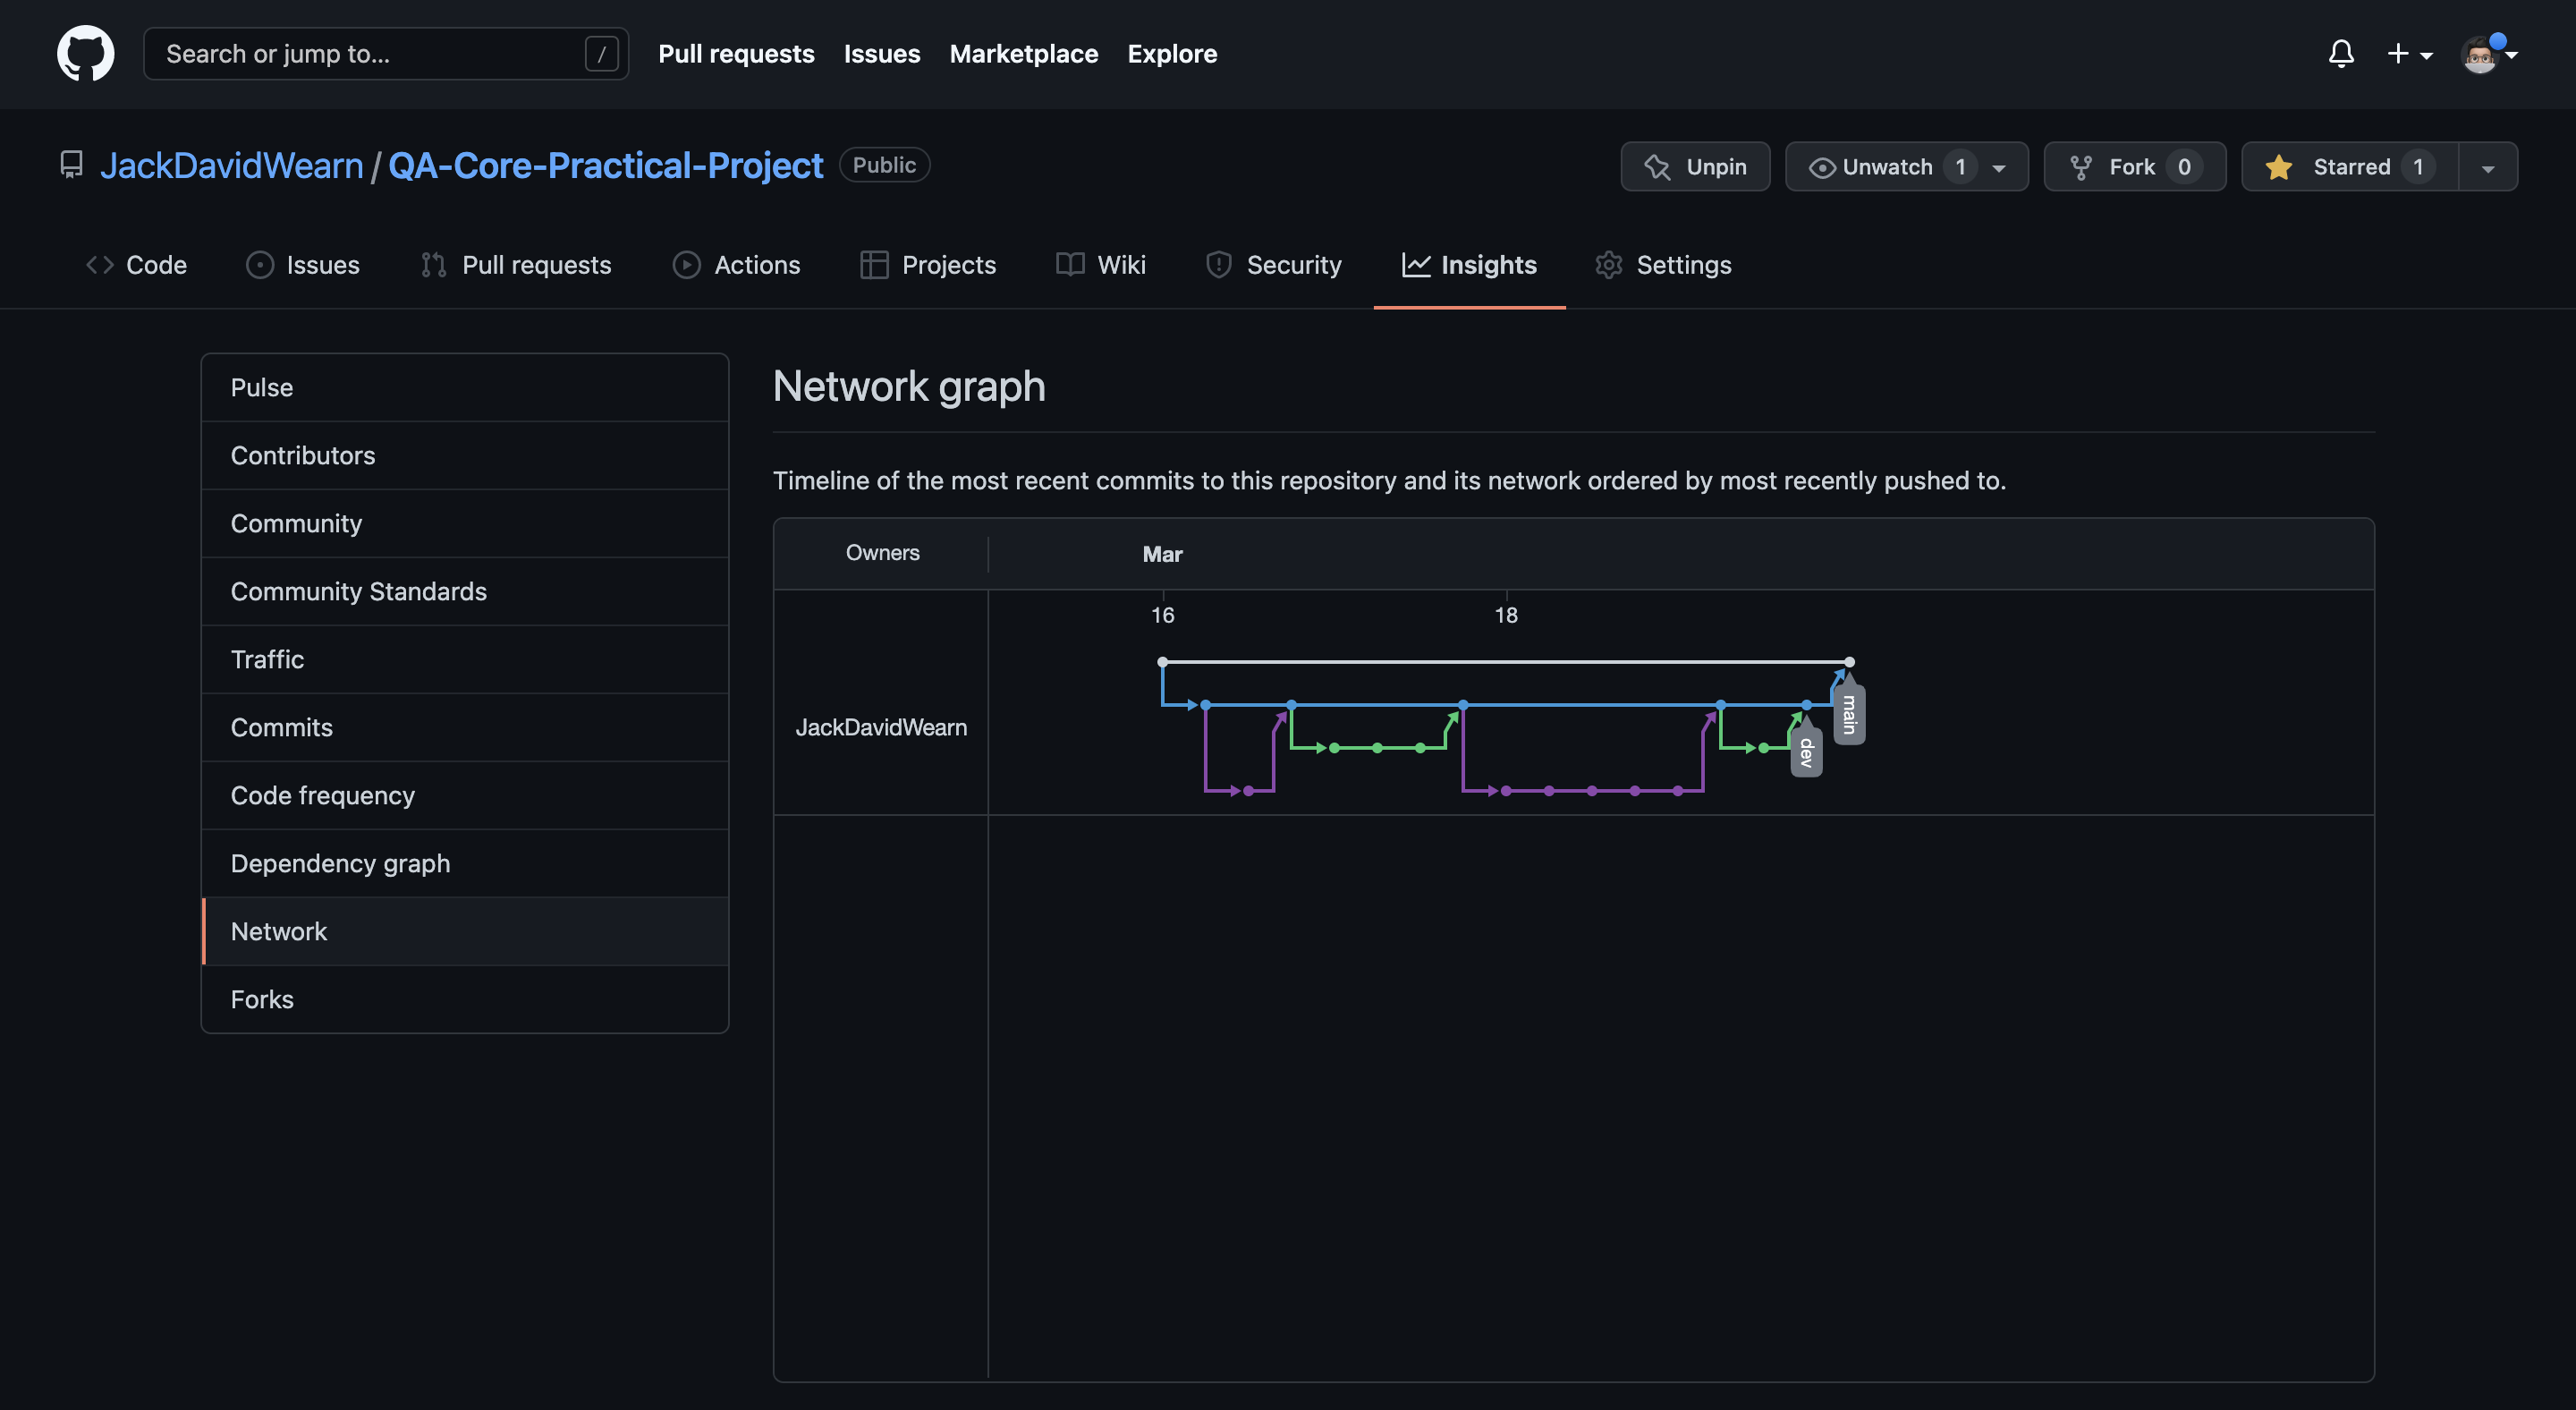 Search or jump to... / Pull requests Issues Marketplace Explore
JackDavidWearn / QA-Core-Practical-Project Public Unpin Unwatch 1 Fork 0 Starred 1
Code Issues Pull requests Actions Projects Wiki Security Insights Settings
Pulse
Contributors
Community
Community Standards
Traffic
Commits
Code frequency
Dependency graph
Network
Forks
Network graph
Timeline of the most recent commits to this repository and its network ordered by most recently pushed to.
Owners Mar
16 18
JackDavidWearn
main
dev